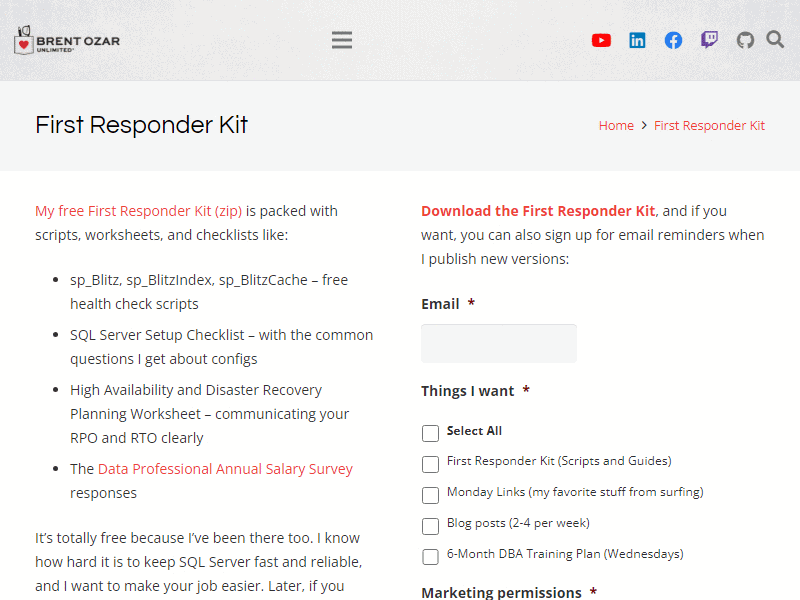 BRENT OZAR
UNLIMITED®
First Responder Kit
Home > First Responder Kit
My free First Responder Kit (zip) is packed with
scripts, worksheets, and checklists like:
• sp_Blitz, sp_BlitzIndex, sp_BlitzCache – free
health check scripts
• SQL Server Setup Checklist – with the common
questions I get about configs
• High Availability and Disaster Recovery
Planning Worksheet – communicating your
RPO and RTO clearly
• The Data Professional Annual Salary Survey
responses
It’s totally free because I’ve been there too. I know
how hard it is to keep SQL Server fast and reliable,
and I want to make your job easier. Later, if you
Download the First Responder Kit, and if you
want, you can also sign up for email reminders when
I publish new versions:
Email *
Things I want *
Select All
First Responder Kit (Scripts and Guides)
Monday Links (my favorite stuff from surfing)
Blog posts (2-4 per week)
6-Month DBA Training Plan (Wednesdays)
Marketing permissions *